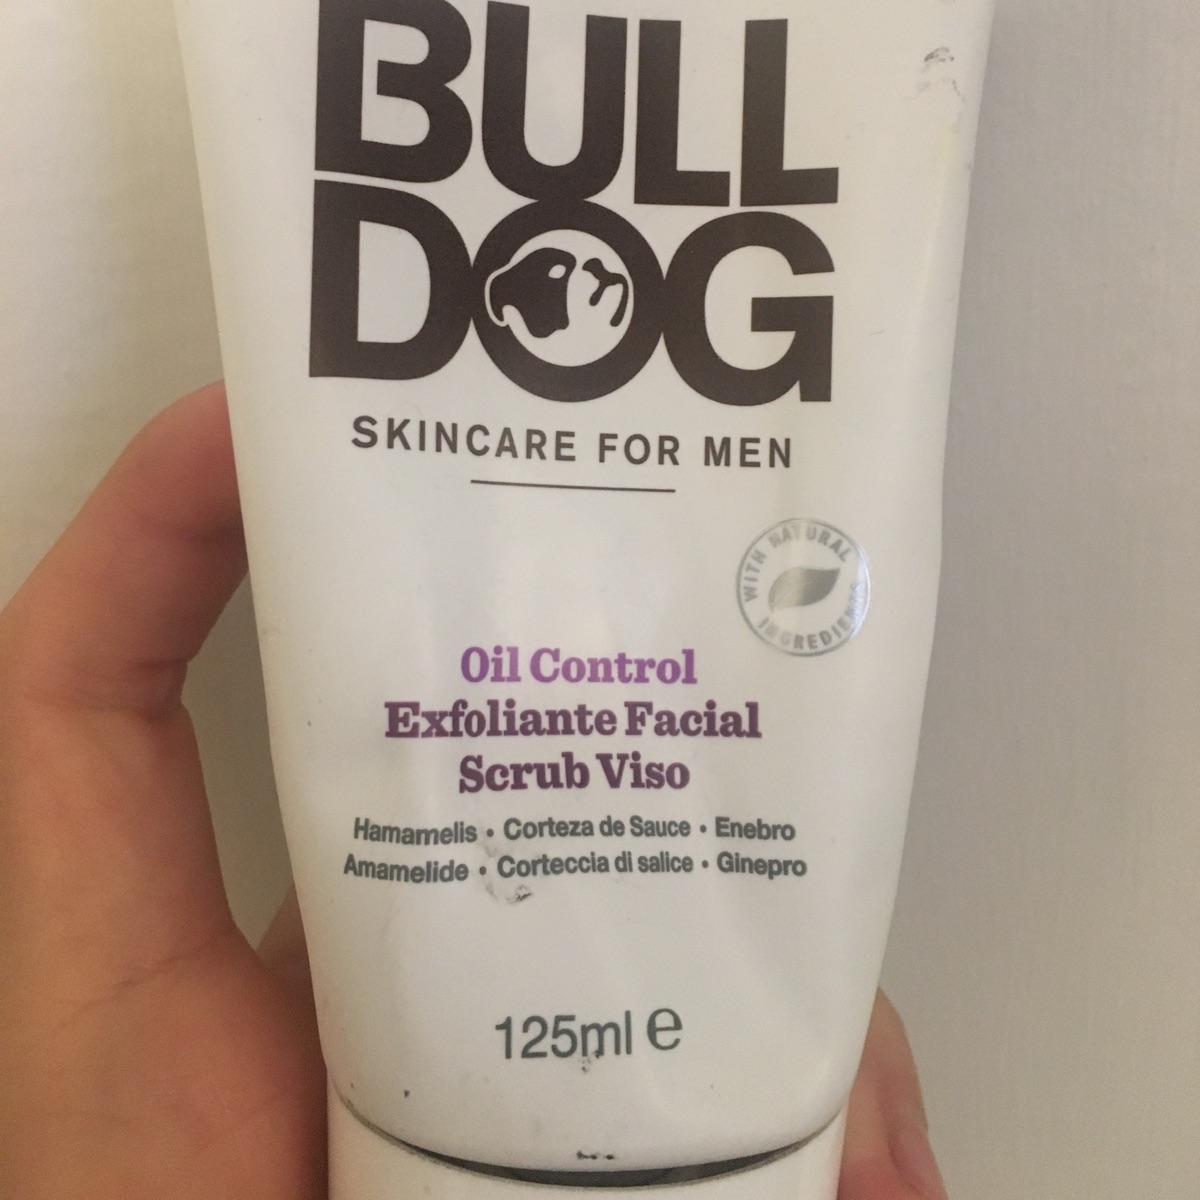 BULL
DOG
SKINCARE FOR MEN
WITH NATURAL
INGREDIENTS
Oil Control
Exfoliante Facial
Scrub Viso
Hamamelis • Corteza de Sauce • Enebro
Amamelide • Corteccia di salice • Ginepro
125ml e